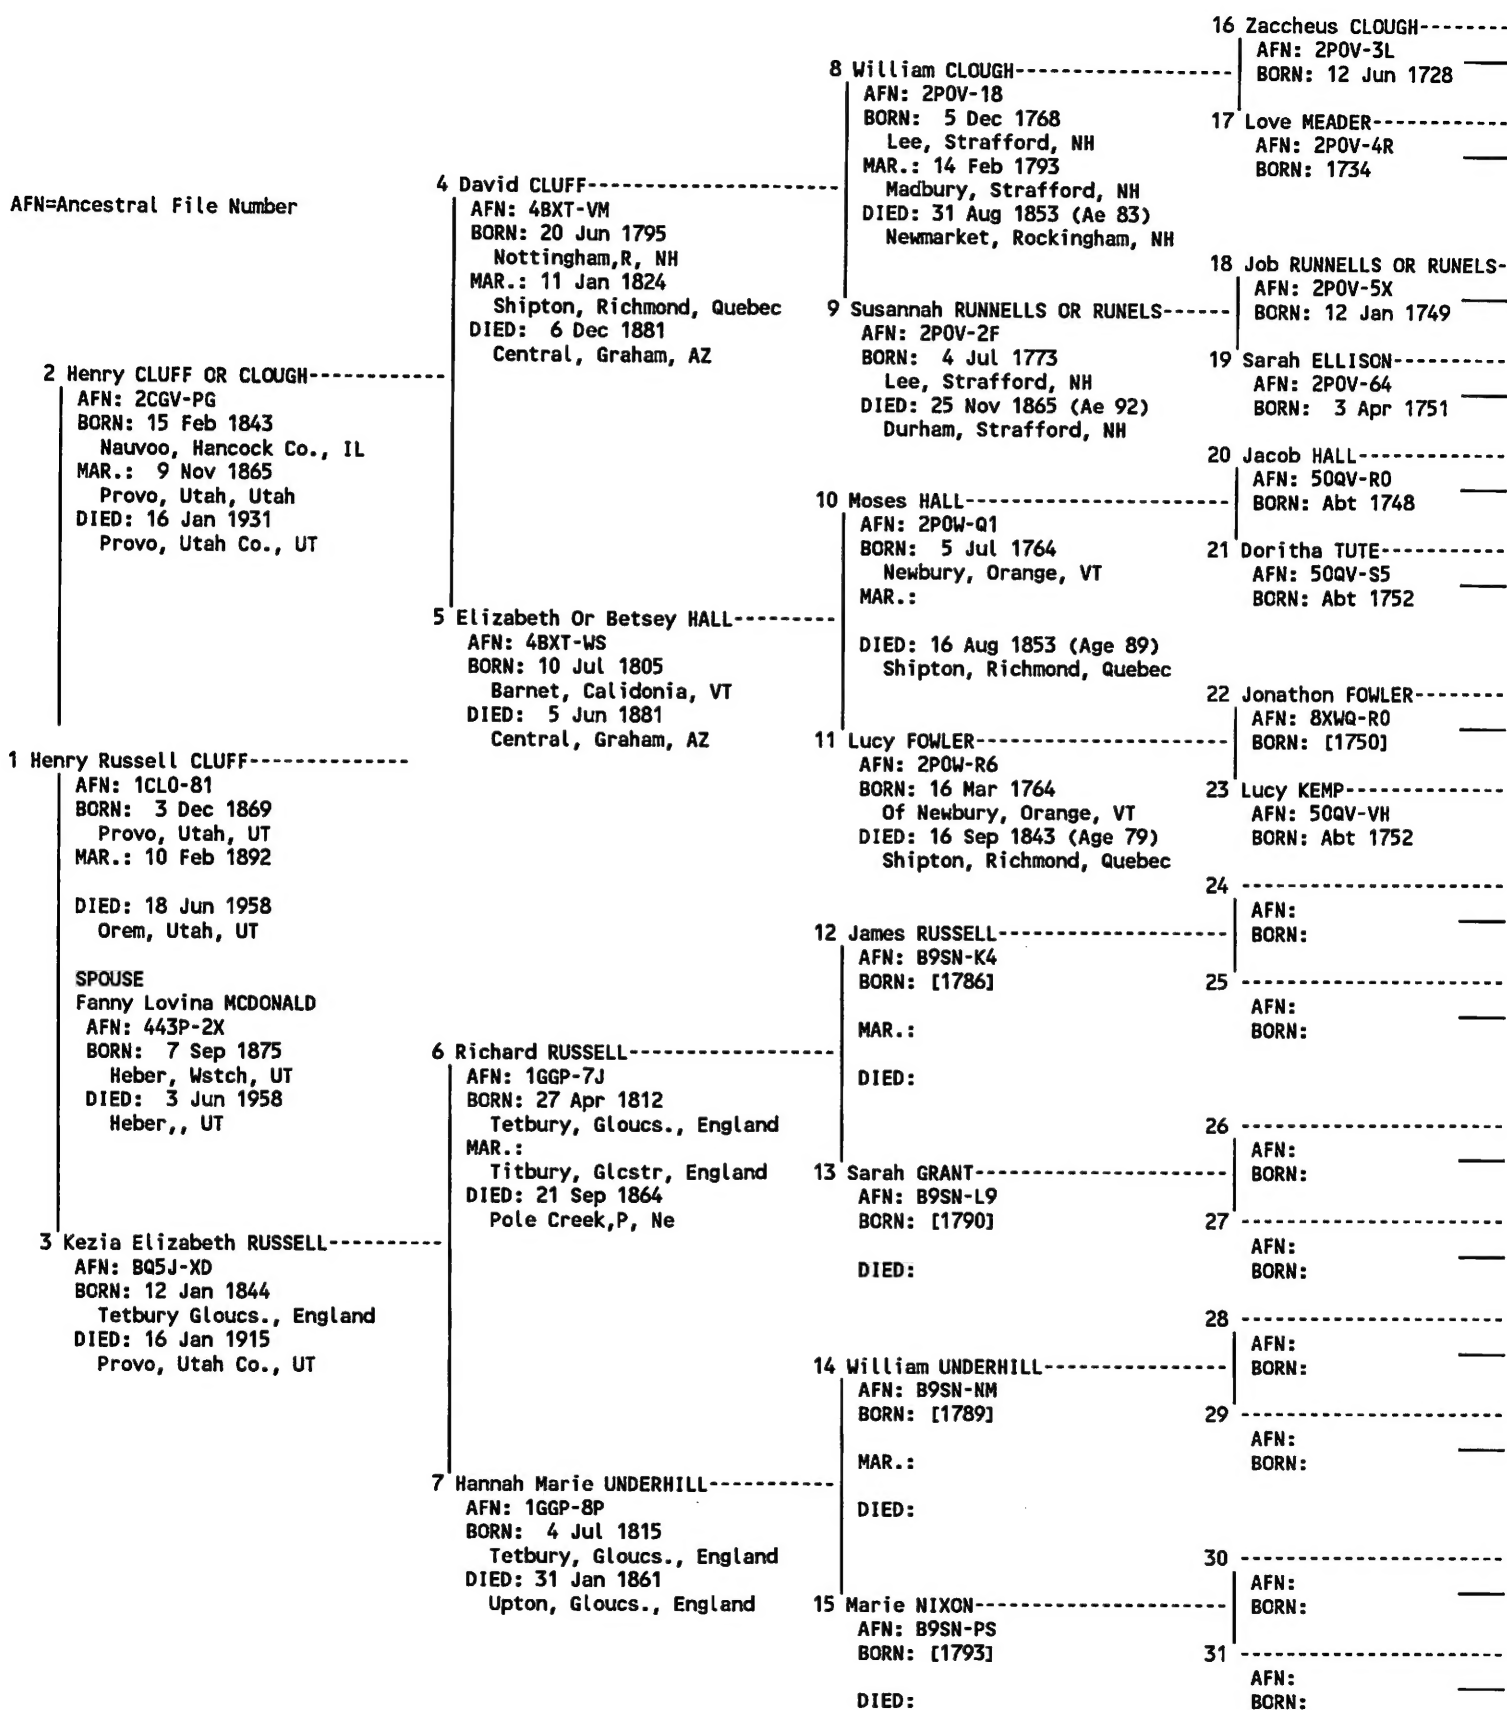 AFN=Ancestral File Number
1 Henry Russell CLUFF--------------
AFN: 1CL0-81
BORN:  3 Dec 1869
Provo, Utah, UT
MAR.: 10 Feb 1892
DIED: 18 Jun 1958
Orem, Utah, UT
SPOUSE
Fanny Lovina MCDONALD
AFN: 443P-2X
BORN:  7 Sep 1875
Heber, Wstch, UT
DIED:  3 Jun 1958
Heber,, UT
2 Henry CLUFF OR CLOUGH------------
AFN: 2CGV-PG
BORN: 15 Feb 1843
Nauvoo, Hancock Co., IL
MAR.:  9 Nov 1865
Provo, Utah, Utah
DIED: 16 Jan 1931
Provo, Utah Co., UT
3 Kezia Elizabeth RUSSELL----------
AFN: BQ5J-XD
BORN: 12 Jan 1844
Tetbury Gloucs., England
DIED: 16 Jan 1915
Provo, Utah Co., UT
4 David CLUFF---------------------
AFN: 4BXT-VM
BORN: 20 Jun 1795
Nottingham,R, NH
MAR.: 11 Jan 1824
Shipton, Richmond, Quebec
DIED:  6 Dec 1881
Central, Graham, AZ
5 Elizabeth Or Betsey HALL---------
AFN: 4BXT-WS
BORN: 10 Jul 1805
Barnet, Calidonia, VT
DIED:  5 Jun 1881
Central, Graham, AZ
6 Richard RUSSELL-----------------
AFN: 1GGP-7J
BORN: 27 Apr 1812
Tetbury, Gloucs., England
MAR.:
Titbury, Glcstr, England
DIED: 21 Sep 1864
Pole Creek,P, Ne
7 Hannah Marie UNDERHILL-----------
AFN: 1GGP-8P
BORN:  4 Jul 1815
Tetbury, Gloucs., England
DIED: 31 Jan 1861
Upton, Gloucs., England
8 William CLOUGH------------------
AFN: 2P0V-18
BORN:  5 Dec 1768
Lee, Strafford, NH
MAR.: 14 Feb 1793
Madbury, Strafford, NH
DIED: 31 Aug 1853 (Ae 83)
Newmarket, Rockingham, NH
9 Susannah RUNNELLS OR RUNELS------
AFN: 2P0V-2F
BORN:  4 Jul 1773
Lee, Strafford, NH
DIED: 25 Nov 1865 (Ae 92)
Durham, Strafford, NH
10 Moses HALL----------------------
AFN: 2P0W-Q1
BORN:  5 Jul 1764
Newbury, Orange, VT
MAR.:
DIED: 16 Aug 1853 (Age 89)
Shipton, Richmond, Quebec
11 Lucy FOWLER---------------------
AFN: 2P0W-R6
BORN: 16 Mar 1764
Of Newbury, Orange, VT
DIED: 16 Sep 1843 (Age 79)
Shipton, Richmond, Quebec
12 James RUSSELL-------------------
AFN: B9SN-K4
BORN: [1786]
MAR.:
DIED:
13 Sarah GRANT---------------------
AFN: B9SN-L9
BORN: [1790]
DIED:
14 William UNDERHILL---------------
AFN: B9SN-NM
BORN: [1789]
MAR.:
DIED:
15 Marie NIXON---------------------
AFN: B9SN-PS
BORN: [1793]
DIED:
16 Zaccheus CLOUGH--------
AFN: 2P0V-3L
BORN: 12 Jun 1728
17 Love MEADER------------
AFN: 2P0V-4R
BORN: 1734
18 Job RUNNELLS OR RUNELS-
AFN: 2P0V-5X
BORN: 12 Jan 1749
19 Sarah ELLISON----------
AFN: 2P0V-64
BORN:  3 Apr 1751
20 Jacob HALL-------------
AFN: 50QV-R0
BORN: Abt 1748
21 Doritha TUTE-----------
AFN: 50QV-S5
BORN: Abt 1752
22 Jonathon FOWLER--------
AFN: 8XWQ-R0
BORN: [1750]
23 Lucy KEMP--------------
AFN: 50QV-VH
BORN: Abt 1752
24 -----------------------
AFN:
BORN:
25 -----------------------
AFN:
BORN:
26 -----------------------
AFN:
BORN:
27 -----------------------
AFN:
BORN:
28 -----------------------
AFN:
BORN:
29 -----------------------
AFN:
BORN:
30 -----------------------
AFN:
BORN:
31 -----------------------
AFN:
BORN: